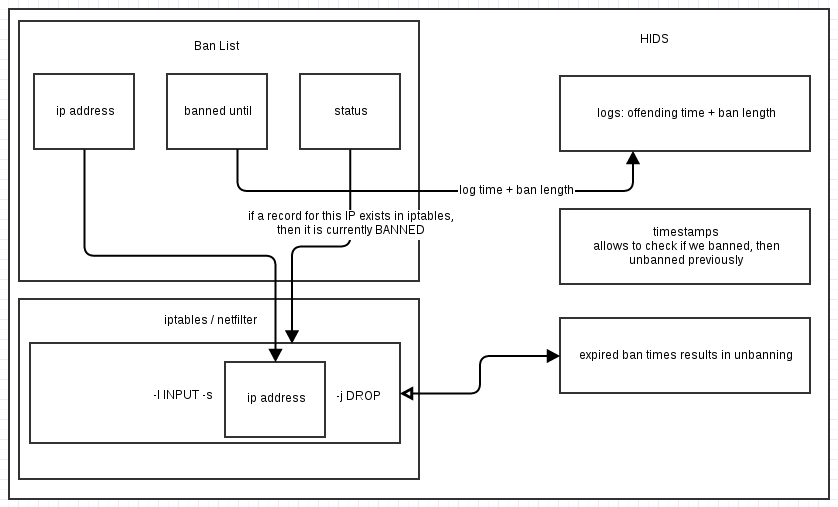 Ban List
HIDS
ip address
banned until
status
logs: offending time + ban length
log time + ban length
if a record for this IP exists in iptables,
then it is currently BANNED
timestamps
allows to check if we banned, then
unbanned previously
iptables / netfilter
expired ban times results in unbanning
-I INPUT -s
ip address
-j DROP